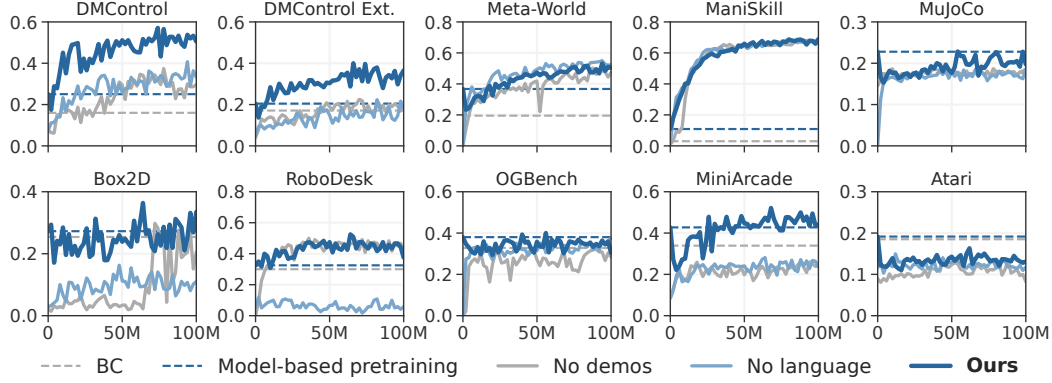 DMControl DMControl Ext. Meta-World ManiSkill MuJoCo
0.6 0.6 0.8 0.8 0.3
0.4 0.4 0.6 0.6 0.2
0.2 0.2 0.4 0.4 0.1
0.2 0.2
0.0 0.0 0.0 0.0 0.0
Box2D RoboDesk OGBench MiniArcade Atari
0.4 0.8 0.6 0.6 0.3
0.2 0.6 0.4 0.4 0.2
0.4 0.2 0.2 0.1
0.2
0.0 0.0 0.0 0.0 0.0
0 50M 100M 0 50M 100M 0 50M 100M 0 50M 100M 0 50M 100M
BC Model-based pretraining No demos No language Ours